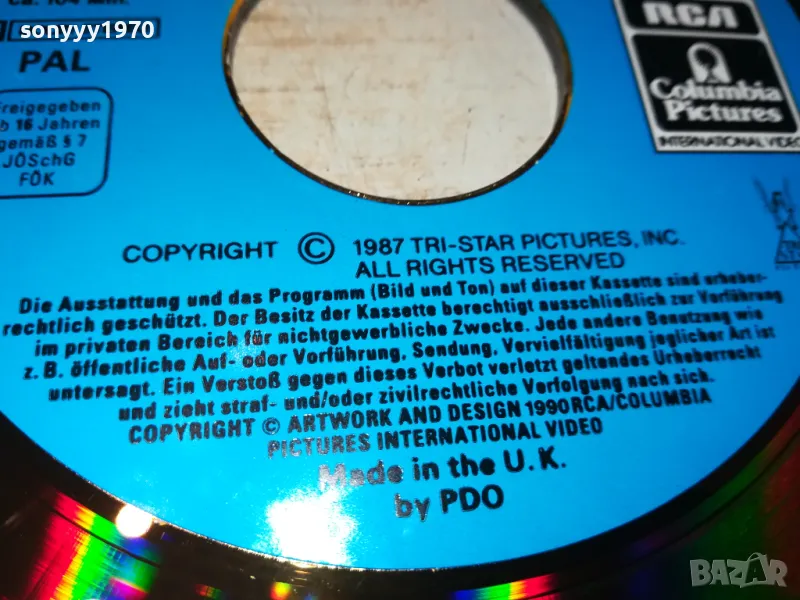 ca. 104 Min.
sonyyy1970
PAL
Freigegeben
ab 16 Jahren
gemäß § 7
JÖSchG
FÖK
RCA
Columbia
Pictures
INTERNATIONAL VIDEO
COPYRIGHT © 1987 TRI-STAR PICTURES, INC.
ALL RIGHTS RESERVED
Die Ausstattung und das Programm (Bild und Ton) auf dieser Kassette sind urheber-
rechtlich geschützt. Der Besitz der Kassette berechtigt ausschließlich zur Vorführung
im privaten Bereich für nichtgewerbliche Zwecke. Jede andere Benutzung wie
z. B. öffentliche Auf- oder Vorführung, Sendung, Vervielfältigung jeglicher Art ist
untersagt. Ein Verstoß gegen dieses Verbot verletzt geltendes Urheberrecht
und zieht straf- und/oder zivilrechtliche Verfolgung nach sich.
COPYRIGHT © ARTWORK AND DESIGN 1990 RCA/COLUMBIA
PICTURES INTERNATIONAL VIDEO
Made in the U.K.
by PDO
BAZAR